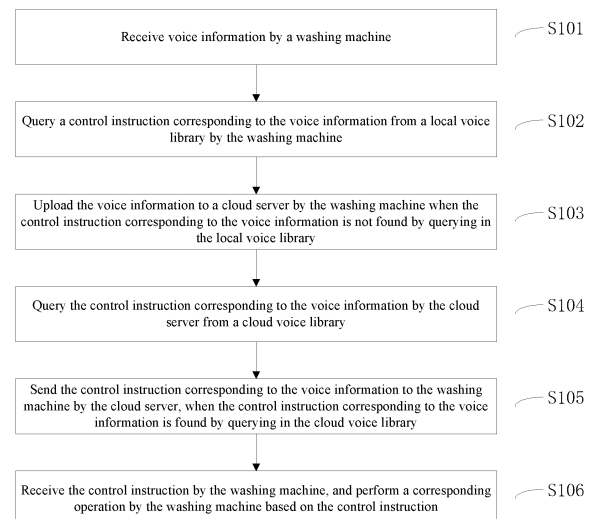 Receive voice information by a washing machine
S101
Query a control instruction corresponding to the voice information from a local voice
library by the washing machine
S102
Upload the voice information to a cloud server by the washing machine when the
control instruction corresponding to the voice information is not found by querying in
the local voice library
S103
Query the control instruction corresponding to the voice information by the cloud
server from a cloud voice library
S104
Send the control instruction corresponding to the voice information to the washing
machine by the cloud server, when the control instruction corresponding to the voice
information is found by querying in the cloud voice library
S105
Receive the control instruction by the washing machine, and perform a corresponding
operation by the washing machine based on the control instruction
S106